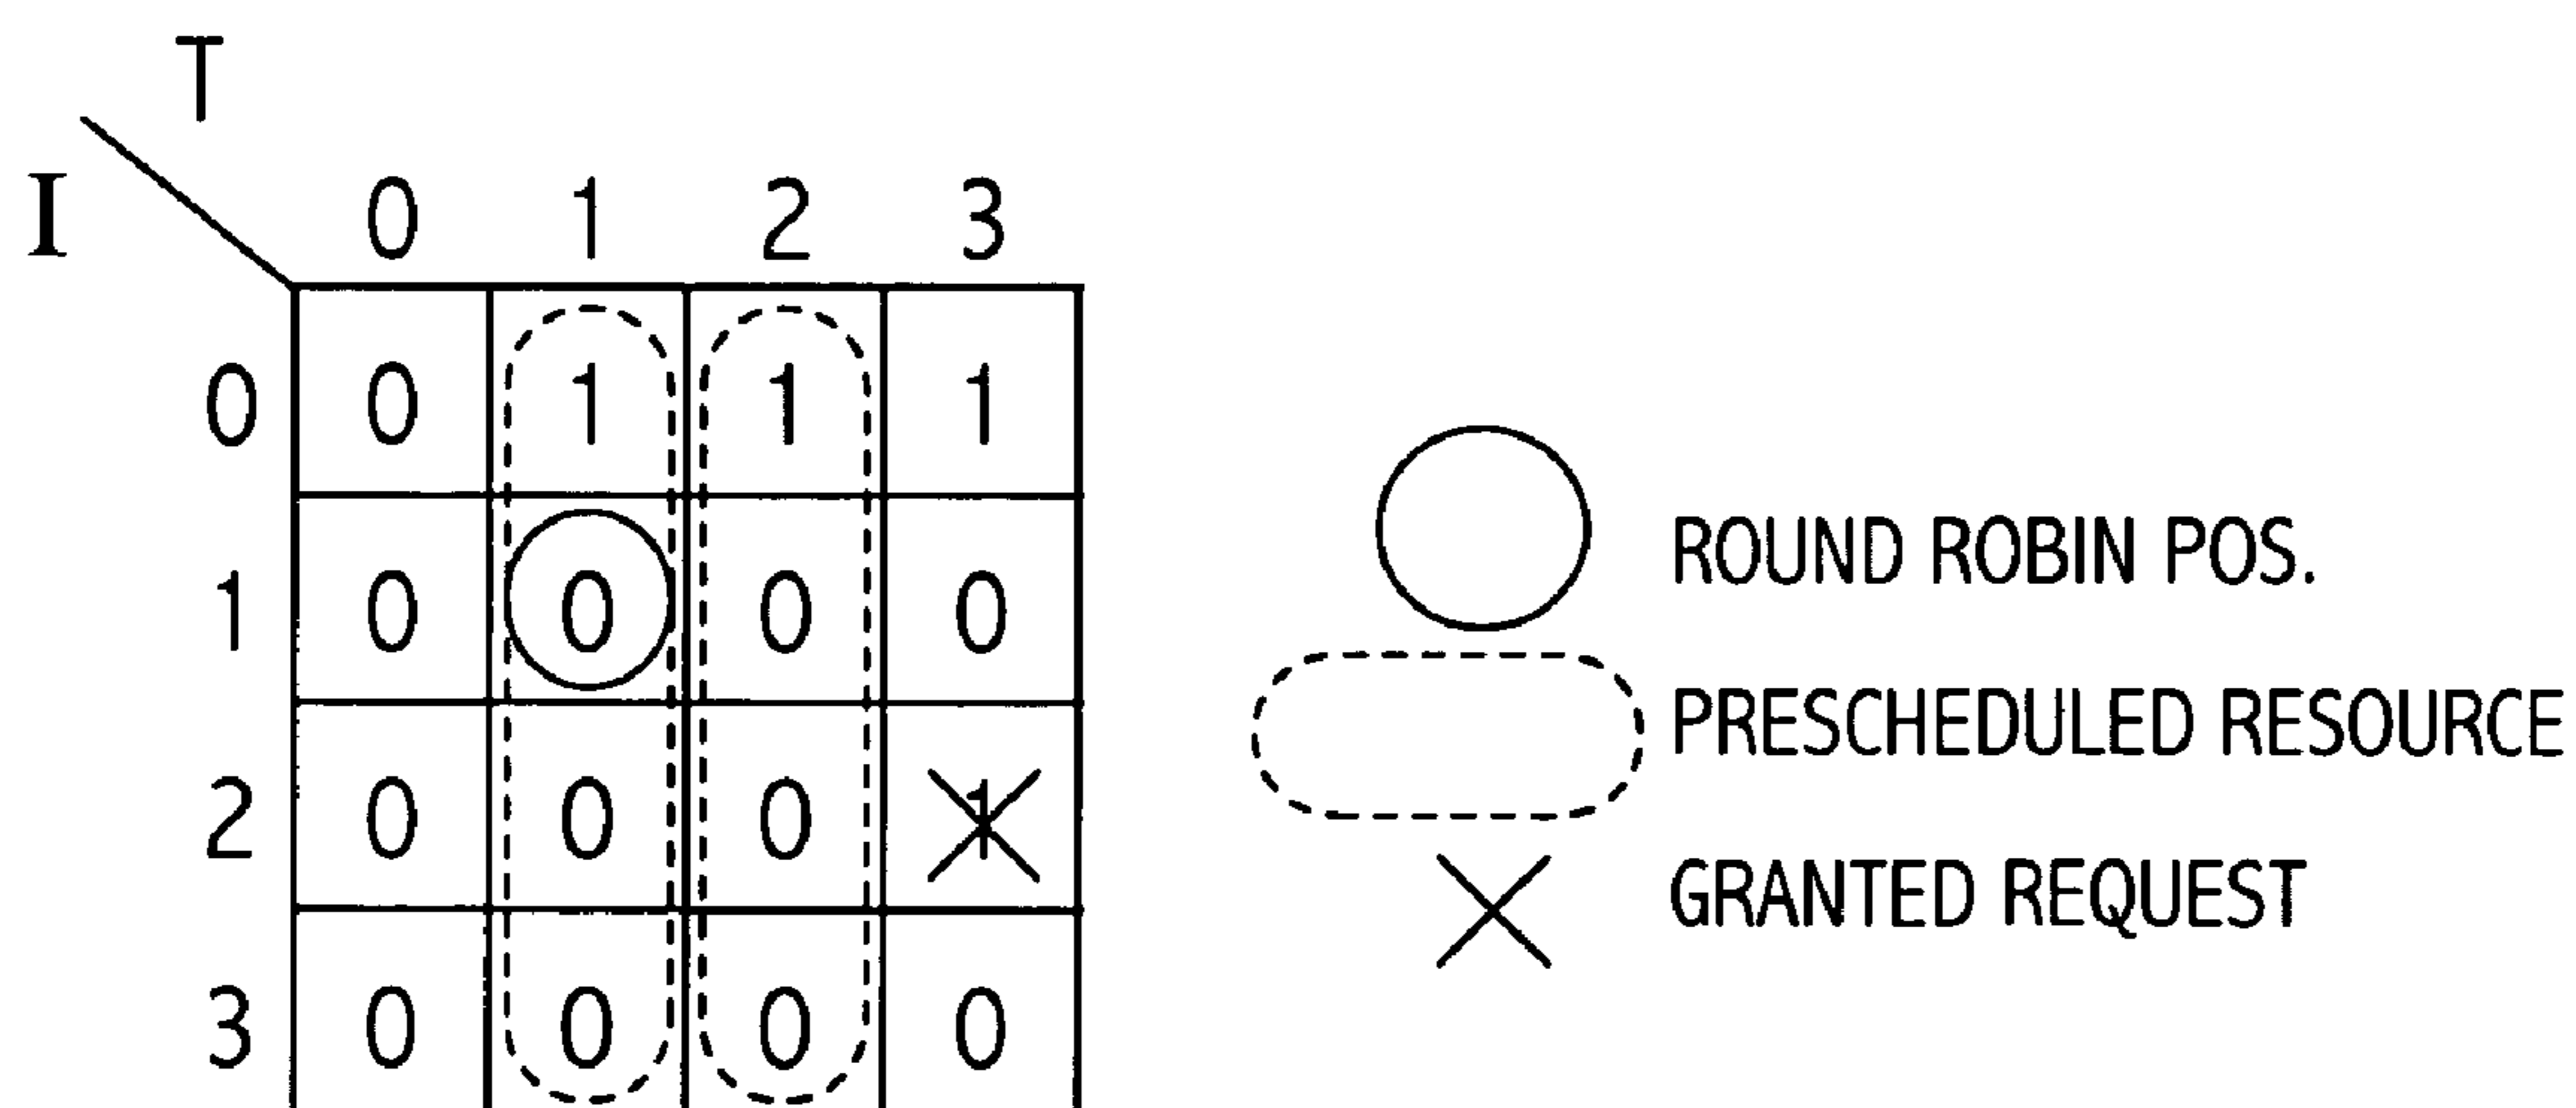 T
I
0 1 2 3
0 0 1 1 1
1 0 0 0 0
2 0 0 0 1
3 0 0 0 0
ROUND ROBIN POS.
PRESCHEDULED RESOURCE
GRANTED REQUEST